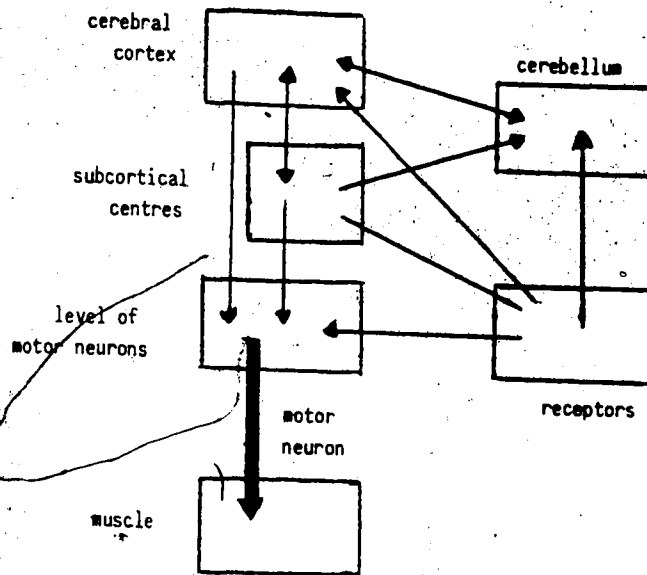 cerebral
cortex
cerebellum
subcortical
centres
level of
motor neurons
receptors
motor
neuron
muscle